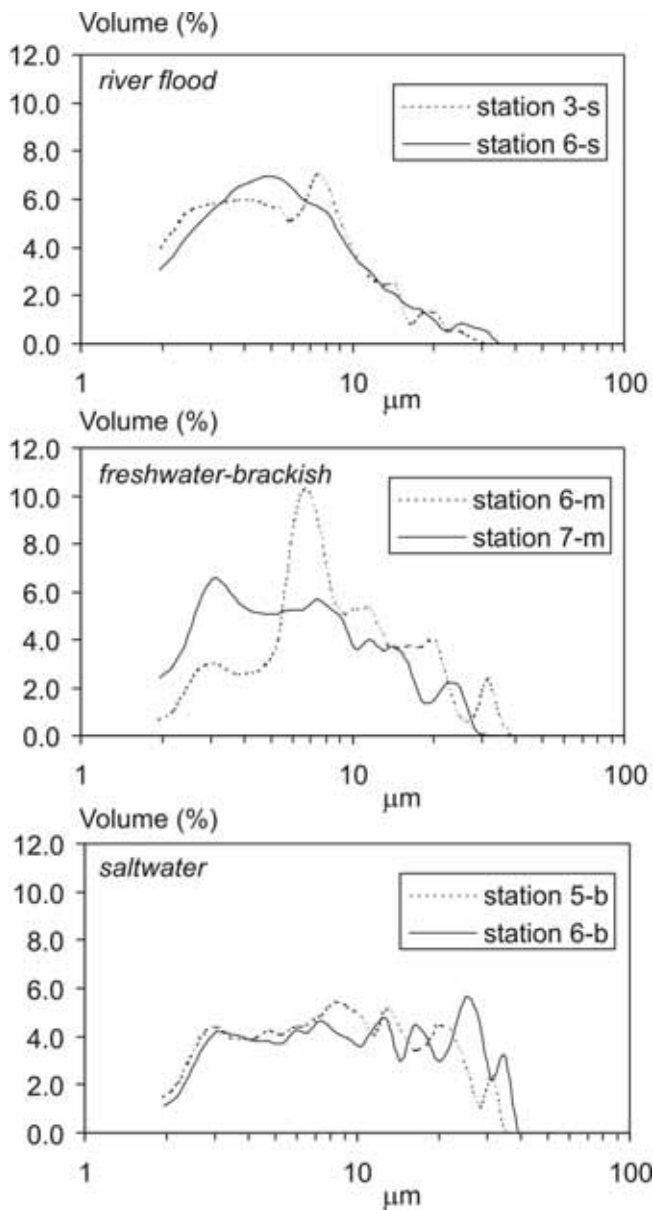 Volume (%)
12.0
river flood
station 3-s
10.0
station 6-s
8.0
6.0
4.0
2.0
0.0
1
10
100
μm
Volume (%)
12.0
freshwater-brackish
station 6-m
10.0
station 7-m
8.0
6.0
4.0
2.0
0.0
1
10
100
μm
Volume (%)
12.0
saltwater
station 5-b
10.0
station 6-b
8.0
6.0
4.0
2.0
0.0
1
10
100
μm